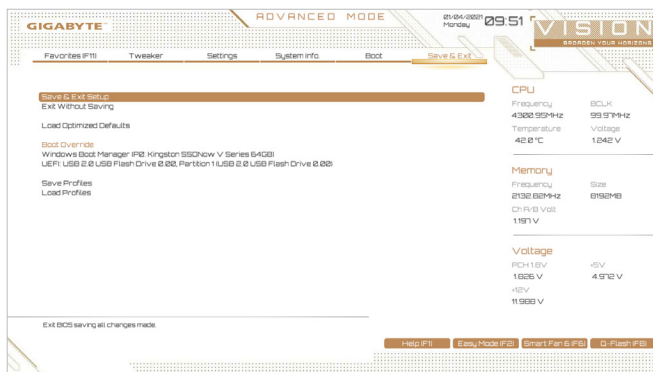 GIGABYTE™
ADVANCED MODE
01/04/2021
Monday
09:51
VISION
BROADEN YOUR HORIZONS
Favorites (F11)
Tweaker
Settings
System Info.
Boot
Save & Exit
Save & Exit Setup
Exit Without Saving
Load Optimized Defaults
Boot Override
Windows Boot Manager (P0: Kingston SSDNow V Series 64GB)
UEFI: USB 2.0 USB Flash Drive 0.00, Partition 1 (USB 2.0 USB Flash Drive 0.00)
Save Profiles
Load Profiles
Exit BIOS saving all changes made.
CPU
Frequency BCLK
4300.95MHz 99.97MHz
Temperature Voltage
42.0 °C 1.242 V
Memory
Frequency Size
2132.82MHz 8192MB
Ch A/B Volt
1.197 V
Voltage
PCH 1.8V +5V
1.826 V 4.972 V
+12V
11.988 V
Help (F1)
Easy Mode (F2)
Smart Fan 6 (F6)
Q-Flash (F8)